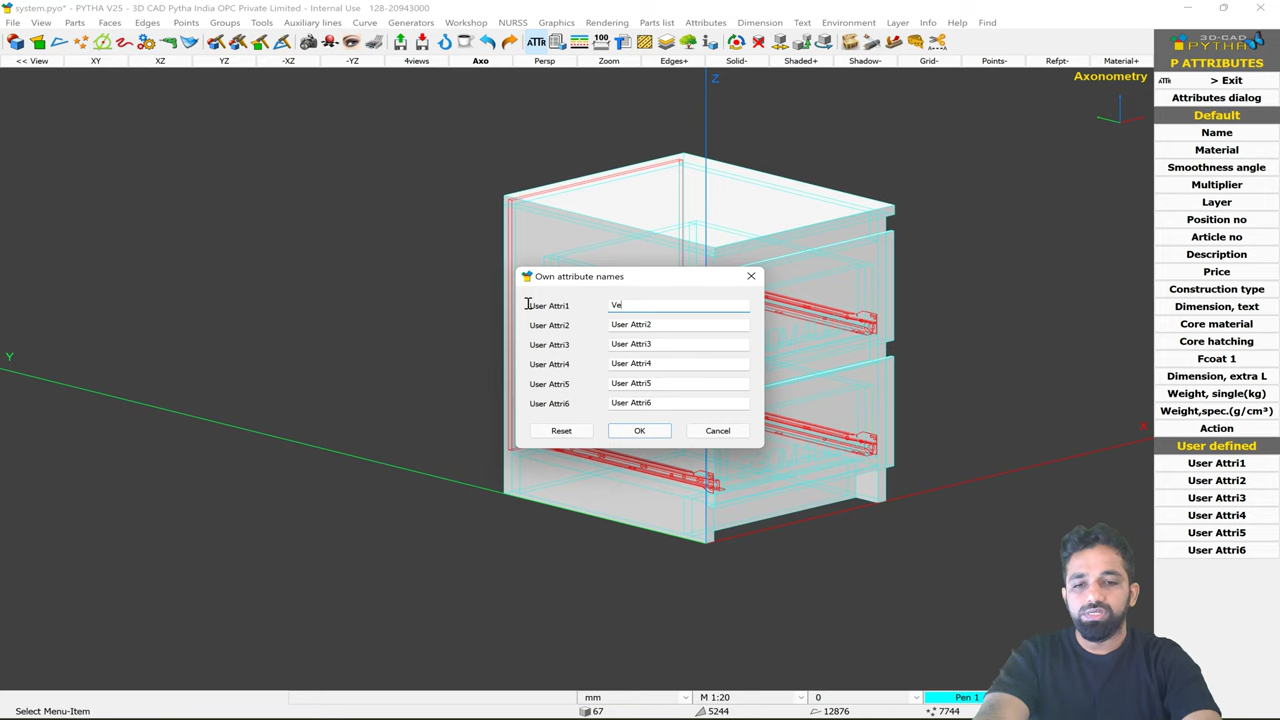 system.pyo* - PYTHA V25 - 3D CAD Pytha India OPC Private Limited - Internal Use 128-20943000
File View Parts Faces Edges Points Groups Tools Auxiliary lines Curve Generators Workshop NURSS Graphics Rendering Parts list Attributes Dimension Text Environment Layer Info Help Find
ATTR 100
<< View XY XZ YZ -XZ -YZ 4views Axo Persp Zoom Edges+ Solid- Shaded+ Shadow- Grid- Points- Refpt- Material+
3D-CAD
PYTHA
P ATTRIBUTES
Axonometry
Z
Y
X
ATTR > Exit
Attributes dialog
Default
Name
Material
Smoothness angle
Multiplier
Layer
Position no
Article no
Description
Price
Construction type
Dimension, text
Core material
Core hatching
Fcoat 1
Dimension, extra L
Weight, single(kg)
Weight,spec.(g/cm³)
Action
User defined
User Attri1
User Attri2
User Attri3
User Attri4
User Attri5
User Attri6
Own attribute names
User Attri1 Ve
User Attri2 User Attri2
User Attri3 User Attri3
User Attri4 User Attri4
User Attri5 User Attri5
User Attri6 User Attri6
Reset OK Cancel
mm M 1:20 0 Pen 1
Select Menu-Item 67 5244 12876 7744